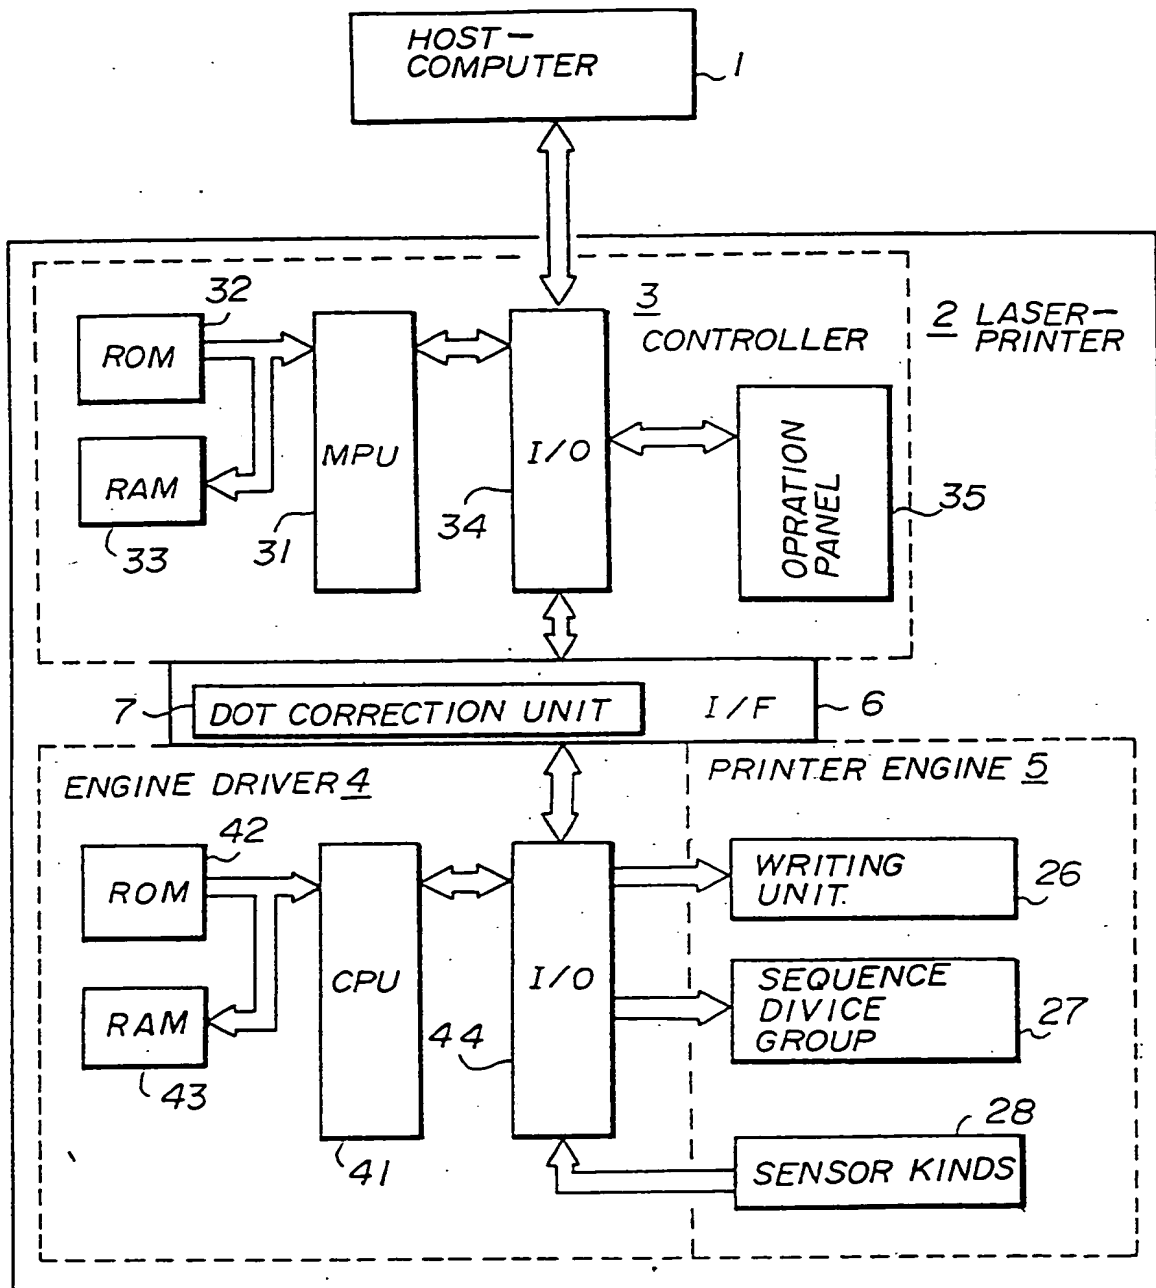 HOST-
COMPUTER
1
32
3
CONTROLLER
2 LASER-
PRINTER
ROM
MPU
I/O
RAM
33
31
34
OPRATION
PANEL
35
7
DOT CORRECTION UNIT
I/F
6
ENGINE DRIVER 4
PRINTER ENGINE 5
42
ROM
CPU
I/O
WRITING
UNIT.
26
RAM
43
41
44
SEQUENCE
DIVICE
GROUP
27
28
SENSOR KINDS